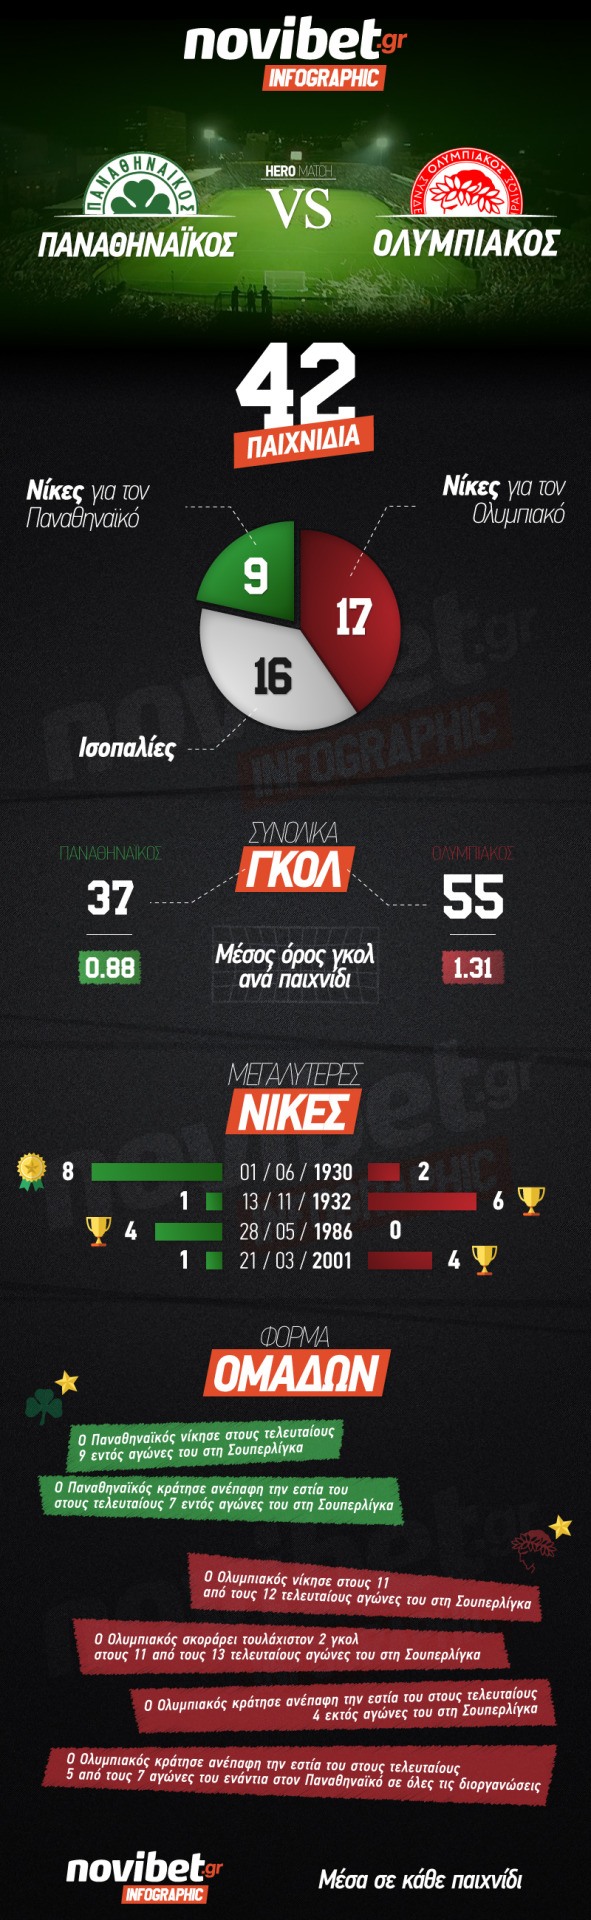 novibet.gr
INFOGRAPHIC
HERO MATCH
VS
ΠΑΝΑΘΗΝΑΪΚΟΣ
ΠΑΝΑΘΗΝΑΪΚΟΣ
ΟΛΥΜΠΙΑΚΟΣ
ΟΛΥΜΠΙΑΚΟΣ
42
ΠΑΙΧΝΙΔΙΑ
Νίκες για τον
Παναθηναϊκό
Νίκες για τον
Ολυμπιακό
9
17
16
Ισοπαλίες
ΣΥΝΟΛΙΚΑ
ΓΚΟΛ
ΠΑΝΑΘΗΝΑΪΚΟΣ
37
0.88
ΟΛΥΜΠΙΑΚΟΣ
55
1.31
Μέσος όρος γκολ
ανά παιχνίδι
ΜΕΓΑΛΥΤΕΡΕΣ
ΝΙΚΕΣ
8 01 / 06 / 1930 2
1 13 / 11 / 1932 6
4 28 / 05 / 1986 0
1 21 / 03 / 2001 4
ΦΟΡΜΑ
ΟΜΑΔΩΝ
Ο Παναθηναϊκός νίκησε στους τελευταίους
9 εντός αγώνες του στη Σουπερλίγκα
Ο Παναθηναϊκός κράτησε ανέπαφη την εστία του
στους τελευταίους 7 εντός αγώνες του στη Σουπερλίγκα
Ο Ολυμπιακός νίκησε στους 11
από τους 12 τελευταίους αγώνες του στη Σουπερλίγκα
Ο Ολυμπιακός σκοράρει τουλάχιστον 2 γκολ
στους 11 από τους 13 τελευταίους αγώνες του στη Σουπερλίγκα
Ο Ολυμπιακός κράτησε ανέπαφη την εστία του στους τελευταίους
4 εκτός αγώνες του στη Σουπερλίγκα
Ο Ολυμπιακός κράτησε ανέπαφη την εστία του στους τελευταίους
5 από τους 7 αγώνες του ενάντια στον Παναθηναϊκό σε όλες τις διοργανώσεις
novibet.gr
INFOGRAPHIC
Μέσα σε κάθε παιχνίδι